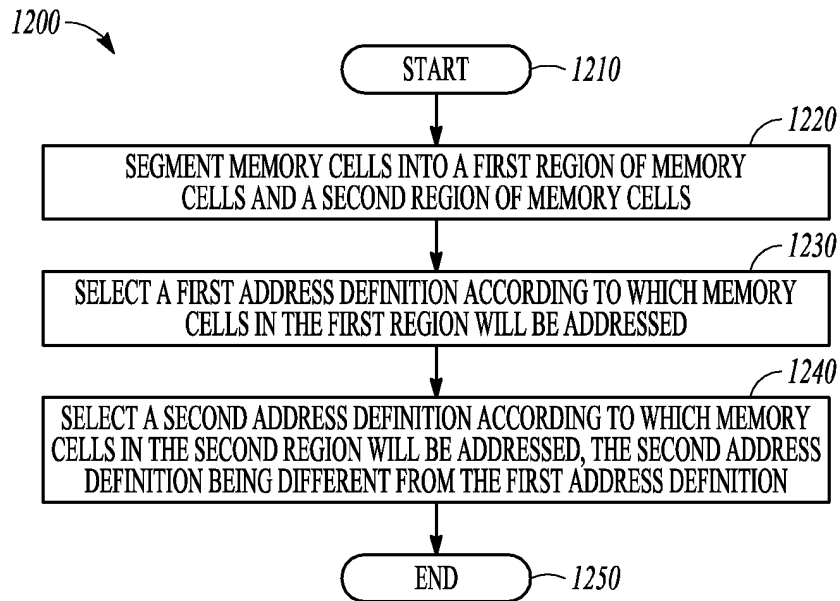 1200
START
1210
1220
SEGMENT MEMORY CELLS INTO A FIRST REGION OF MEMORY
CELLS AND A SECOND REGION OF MEMORY CELLS
1230
SELECT A FIRST ADDRESS DEFINITION ACCORDING TO WHICH MEMORY
CELLS IN THE FIRST REGION WILL BE ADDRESSED
1240
SELECT A SECOND ADDRESS DEFINITION ACCORDING TO WHICH MEMORY
CELLS IN THE SECOND REGION WILL BE ADDRESSED, THE SECOND ADDRESS
DEFINITION BEING DIFFERENT FROM THE FIRST ADDRESS DEFINITION
END
1250